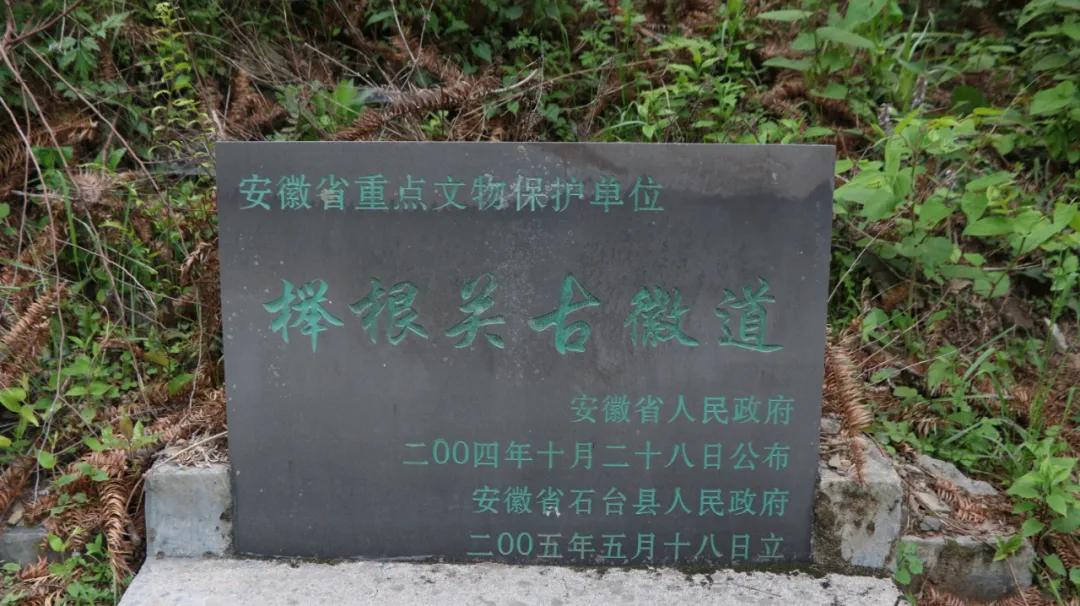 安徽省重点文物保护单位
榉根关古徽道
安徽省人民政府
二00四年十月二十八日公布
安徽省石台县人民政府
二00五年五月十八日立